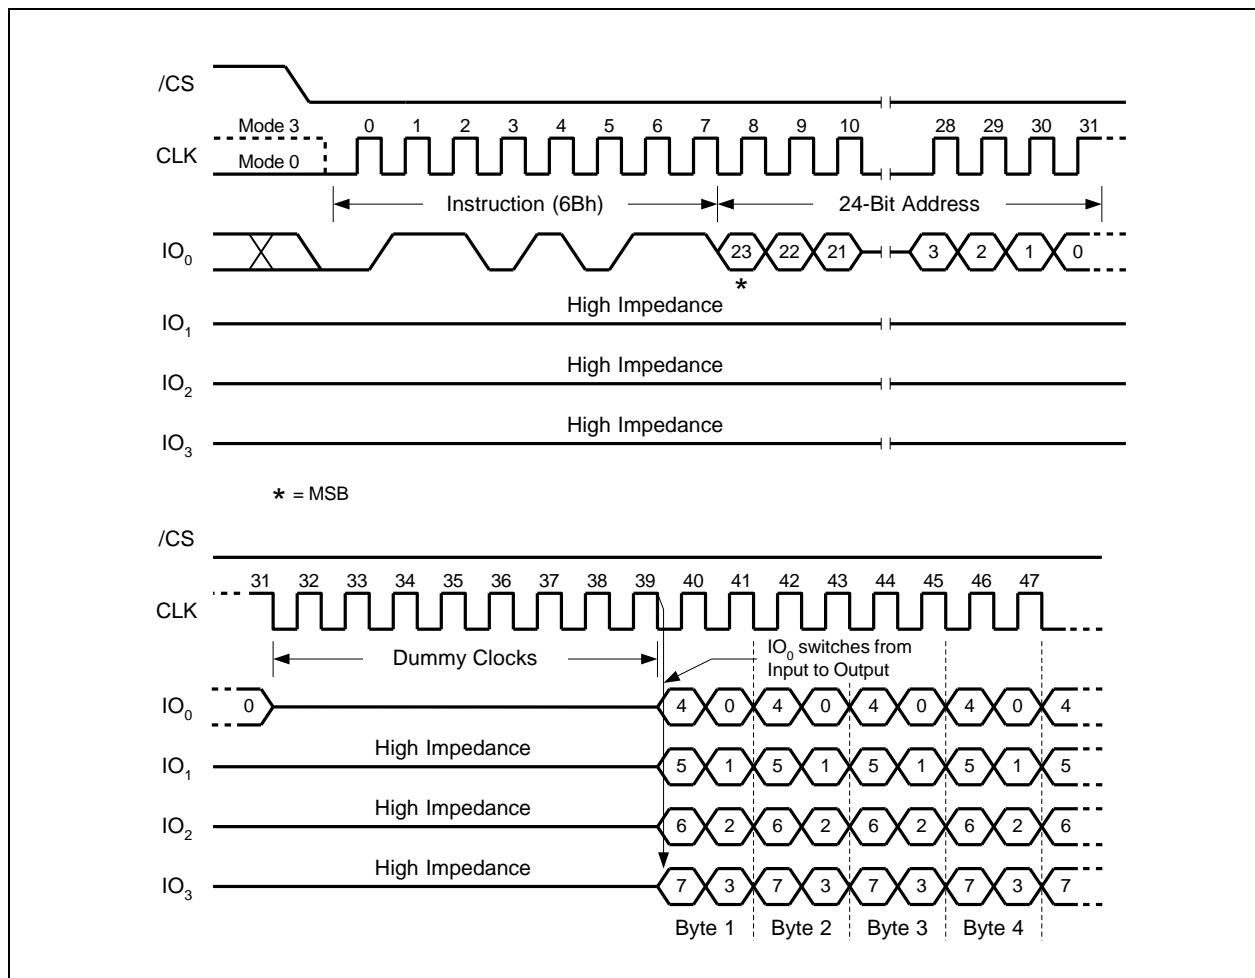 /CS
Mode 3
0 1 2 3 4 5 6 7 8 9 10 28 29 30 31
CLK
Mode 0
Instruction (6Bh) 24-Bit Address
IO0 23 22 21 3 2 1 0
*
High Impedance
IO1
High Impedance
IO2
High Impedance
IO3
* = MSB
/CS
31 32 33 34 35 36 37 38 39 40 41 42 43 44 45 46 47
CLK
Dummy Clocks
IO0 switches from
Input to Output
IO0 0 4 0 4 0 4 0 4 0 4
High Impedance
IO1 5 1 5 1 5 1 5 1 5
High Impedance
IO2 6 2 6 2 6 2 6 2 6
High Impedance
IO3 7 3 7 3 7 3 7 3 7
Byte 1 Byte 2 Byte 3 Byte 4